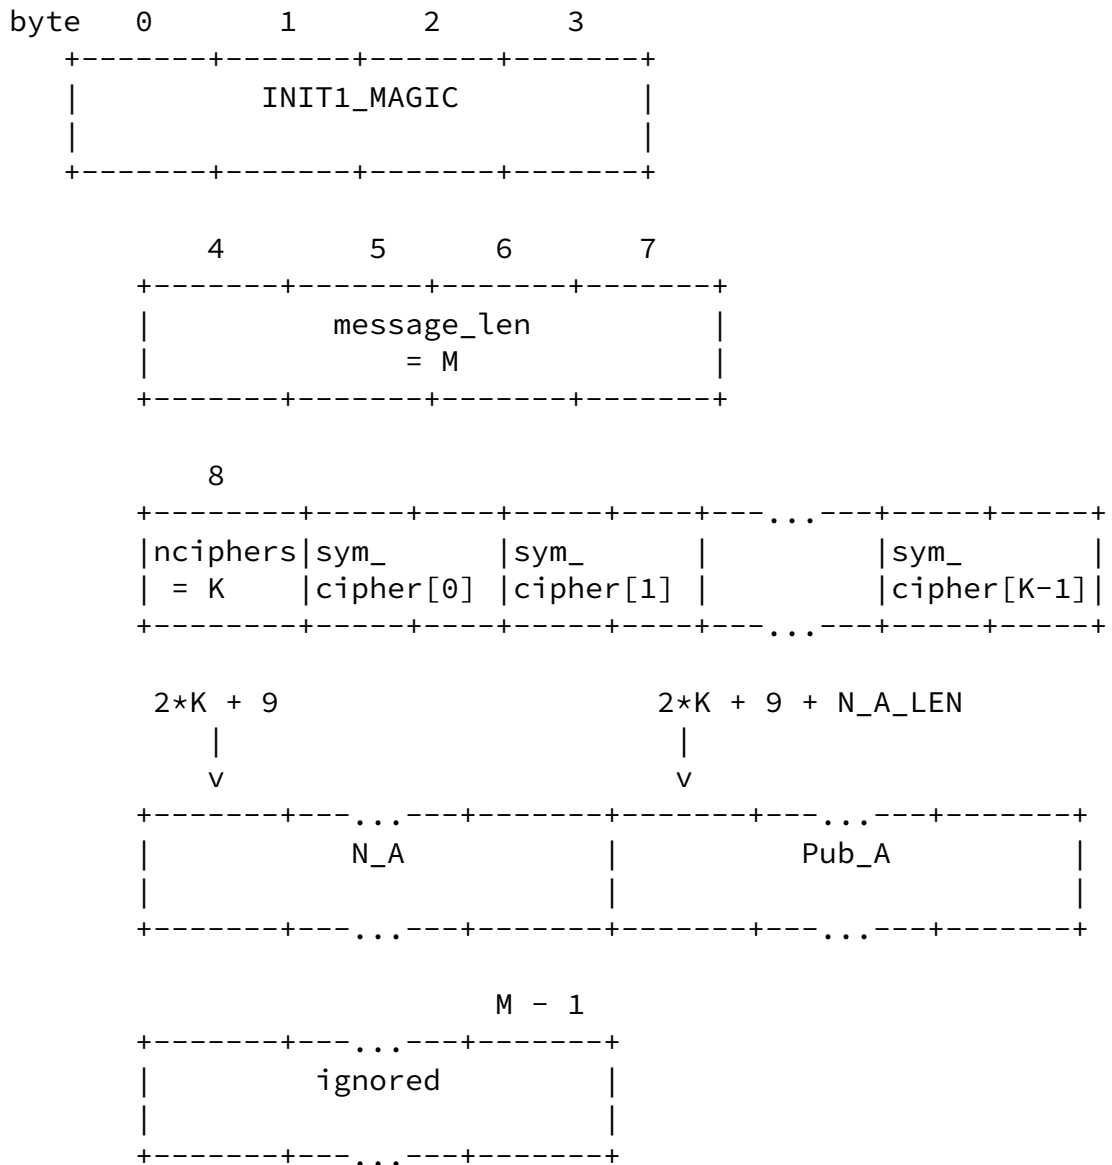 byte 0 1 2 3
+-------+-------+-------+-------+
| INIT1_MAGIC |
| |
+-------+-------+-------+-------+
4 5 6 7
+-------+-------+-------+-------+
| message_len |
| = M |
+-------+-------+-------+-------+
8
+--------+-----+----+-----+----+---...---+-----+-----+
|nciphers|sym_ |sym_ | |sym_ |
| = K |cipher[0] |cipher[1] | |cipher[K-1]|
+--------+-----+----+-----+----+---...---+-----+-----+
2*K + 9 2*K + 9 + N_A_LEN
| |
v v
+-------+---...---+-------+-------+---...---+-------+
| N_A | Pub_A |
| | |
+-------+---...---+-------+-------+---...---+-------+
M - 1
+-------+---...---+-------+
| ignored |
| |
+-------+---...---+-------+